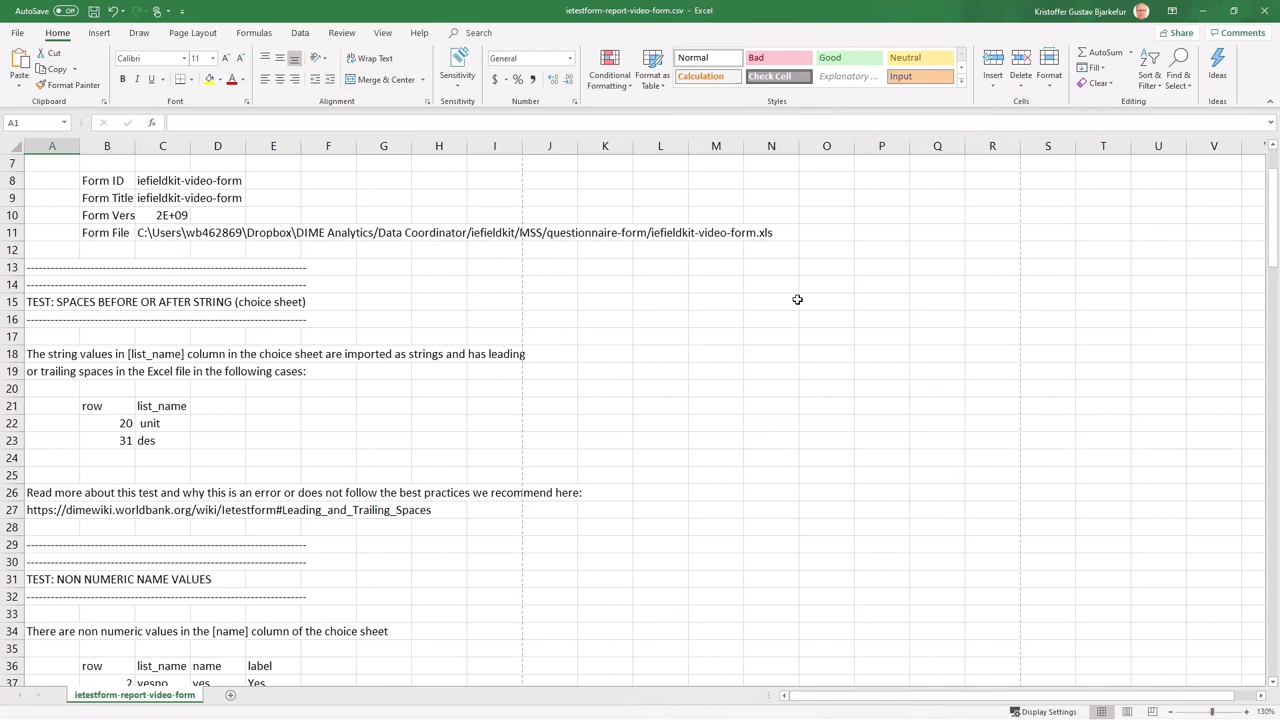 AutoSave Off
ietestform-report-video-form.csv - Excel
Kristoffer Gustav Bjarkefur
File Home Insert Draw Page Layout Formulas Data Review View Help Search
Share Comments
Paste
Cut
Copy
Format Painter
Clipboard
Calibri 11
B I U
Font
Wrap Text
Merge & Center
Alignment
Sensitivity
Sensitivity
General
$ % ,
Number
Conditional Formatting
Format as Table
Normal Bad Good Neutral
Calculation Check Cell Explanatory ... Input
Styles
Insert Delete Format
Cells
AutoSum
Fill
Clear
Sort & Filter
Find & Select
Editing
Ideas
Ideas
A1
fx
A B C D E F G H I J K L M N O P Q R S T U V
7
8 Form ID iefieldkit-video-form
9 Form Title iefieldkit-video-form
10 Form Vers 2E+09
11 Form File C:\Users\wb462869\Dropbox\DIME Analytics/Data Coordinator/iefieldkit/MSS/questionnaire-form/iefieldkit-video-form.xls
12
13 ----------------------------------------------------------------------
14 ----------------------------------------------------------------------
15 TEST: SPACES BEFORE OR AFTER STRING (choice sheet)
16 ----------------------------------------------------------------------
17
18 The string values in [list_name] column in the choice sheet are imported as strings and has leading
19 or trailing spaces in the Excel file in the following cases:
20
21 row list_name
22 20 unit
23 31 des
24
25
26 Read more about this test and why this is an error or does not follow the best practices we recommend here:
27 https://dimewiki.worldbank.org/wiki/Ietestform#Leading_and_Trailing_Spaces
28
29 ----------------------------------------------------------------------
30 ----------------------------------------------------------------------
31 TEST: NON NUMERIC NAME VALUES
32 ----------------------------------------------------------------------
33
34 There are non numeric values in the [name] column of the choice sheet
35
36 row list_name name label
37 2 yesno yes Yes
ietestform-report-video-form
Display Settings
130%